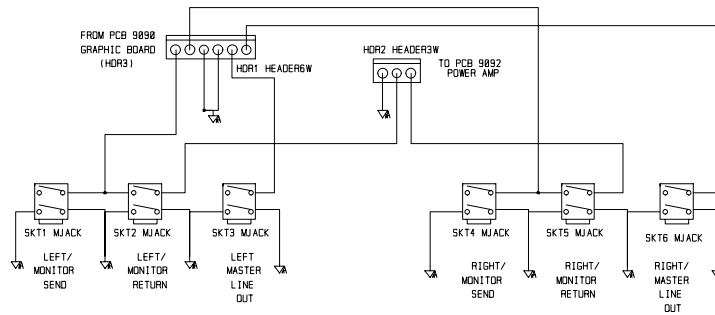 FROM PCB 9090
GRAPHIC BOARD
(HDR3)
HDR1 HEADER6W
HDR2 HEADER3W
TO PCB 9092
POWER AMP
A
A
SKT1 MJACK
SKT2 MJACK
SKT3 MJACK
SKT4 MJACK
SKT5 MJACK
SKT6 MJACK
A
A
A
A
A
A
A
LEFT/
MONITOR
SEND
LEFT/
MONITOR
RETURN
LEFT
MASTER
LINE
OUT
RIGHT/
MONITOR
SEND
RIGHT/
MONITOR
RETURN
RIGHT/
MASTER
LINE
OUT